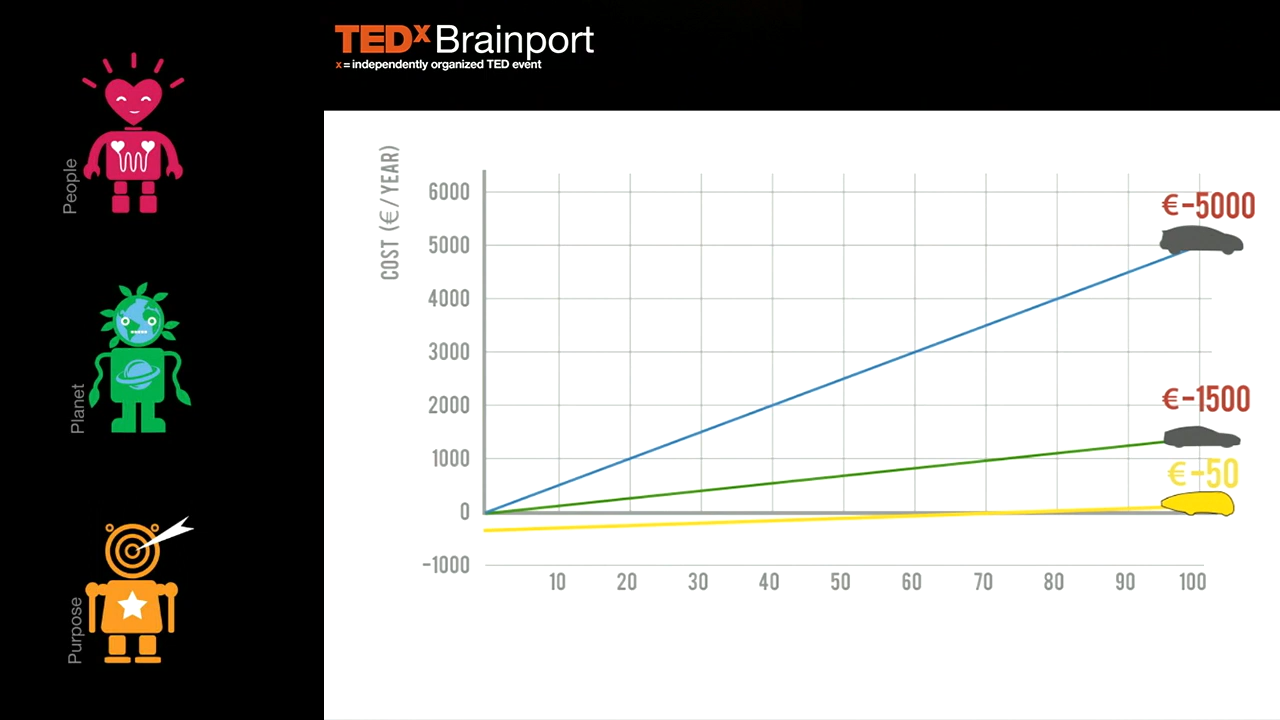 TEDx Brainport
x = independently organized TED event
People
Planet
Purpose
COST (€/YEAR)
6000
5000
4000
3000
2000
1000
0
-1000
10 20 30 40 50 60 70 80 90 100
€-5000
€-1500
€-50